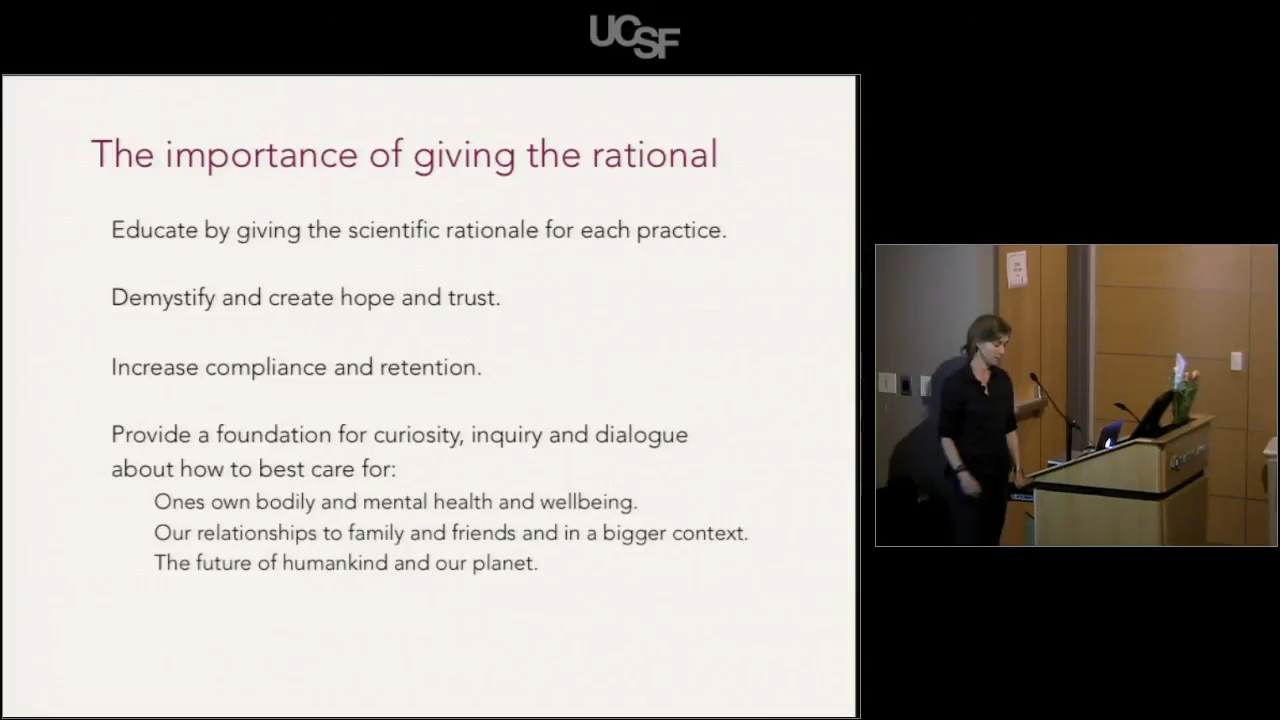 UCSF
The importance of giving the rational
Educate by giving the scientific rationale for each practice.
Demystify and create hope and trust.
Increase compliance and retention.
Provide a foundation for curiosity, inquiry and dialogue
about how to best care for:
Ones own bodily and mental health and wellbeing.
Our relationships to family and friends and in a bigger context.
The future of humankind and our planet.